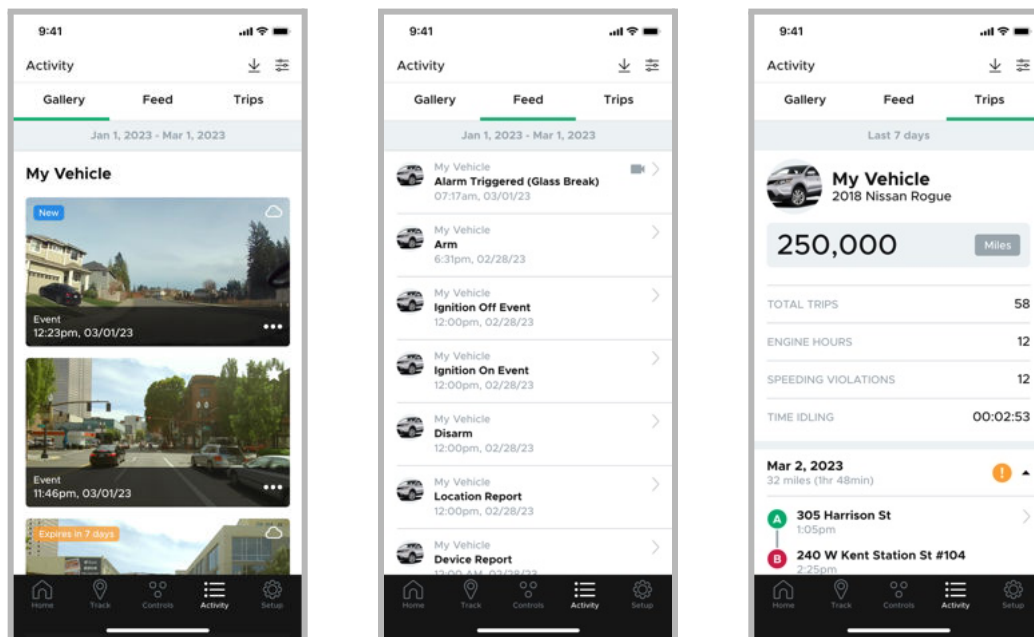 9:41
Activity
Gallery Feed Trips
Jan 1, 2023 - Mar 1, 2023
My Vehicle
New
Event
12:23pm, 03/01/23
Event
11:46pm, 03/01/23
Expires in 7 days
Home Track Controls Activity Setup
9:41
Activity
Gallery Feed Trips
Jan 1, 2023 - Mar 1, 2023
My Vehicle
Alarm Triggered (Glass Break)
07:17am, 03/01/23
My Vehicle
Arm
6:31pm, 02/28/23
My Vehicle
Ignition Off Event
12:00pm, 02/28/23
My Vehicle
Ignition On Event
12:00pm, 02/28/23
My Vehicle
Disarm
12:00pm, 02/28/23
My Vehicle
Location Report
12:00pm, 02/28/23
My Vehicle
Device Report
12:00 AM, 02/28/23
Home Track Controls Activity Setup
9:41
Activity
Gallery Feed Trips
Last 7 days
My Vehicle
2018 Nissan Rogue
250,000 Miles
TOTAL TRIPS 58
ENGINE HOURS 12
SPEEDING VIOLATIONS 12
TIME IDLING 00:02:53
Mar 2, 2023
32 miles (1hr 48min)
A 305 Harrison St
1:05pm
B 240 W Kent Station St #104
2:25pm
Home Track Controls Activity Setup